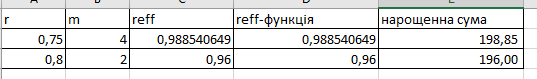 r m reff reff-функція нарощенна сума
0,75 4 0,988540649 0,988540649 198,85
0,8 2 0,96 0,96 196,00